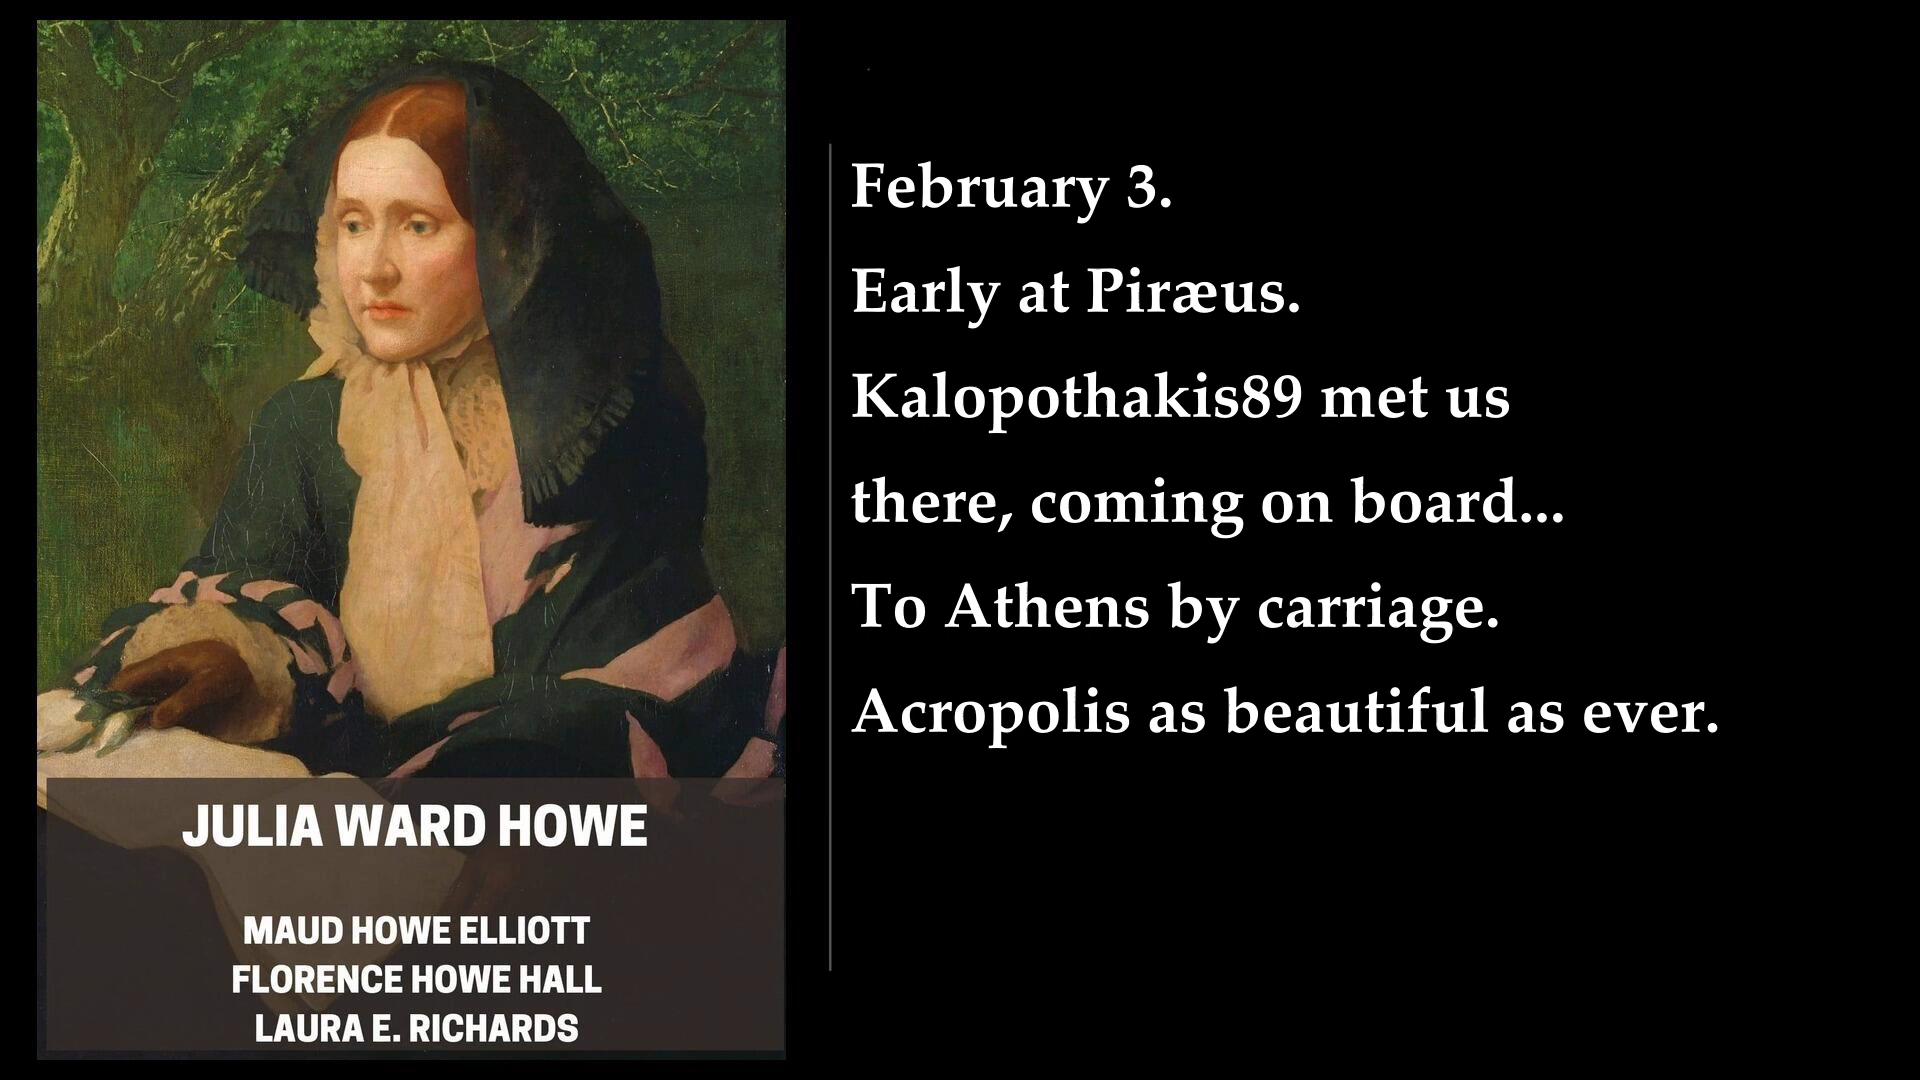 JULIA WARD HOWE
MAUD HOWE ELLIOTT
FLORENCE HOWE HALL
LAURA E. RICHARDS
February 3.
Early at Piræus.
Kalopothakis89 met us
there, coming on board...
To Athens by carriage.
Acropolis as beautiful as ever.